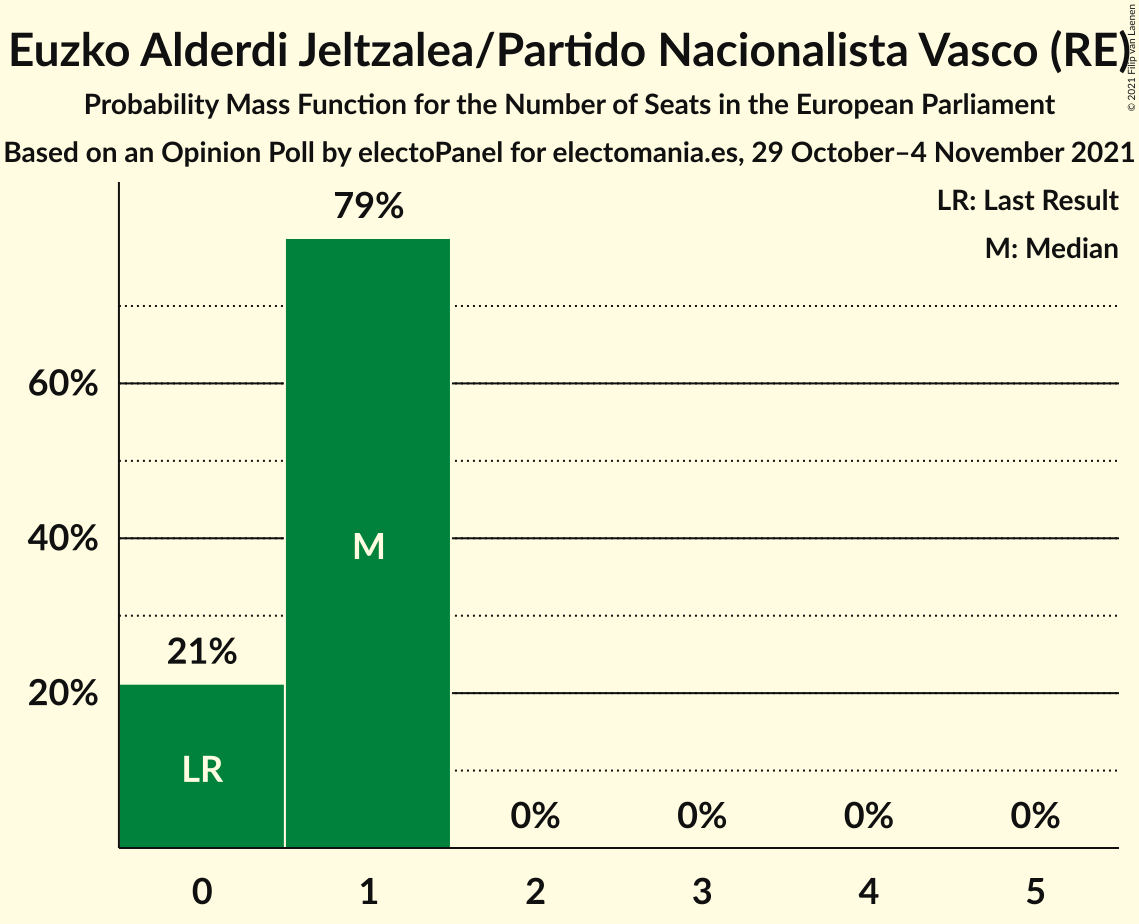 Euzko Alderdi Jeltzalea/Partido Nacionalista Vasco (RE)
© 2021 Filip van Laenen
Probability Mass Function for the Number of Seats in the European Parliament
Based on an Opinion Poll by electoPanel for electomania.es, 29 October–4 November 2021
LR: Last Result
M: Median
79%
60%
40%
M
21%
20%
LR
0% 0% 0% 0%
0 1 2 3 4 5